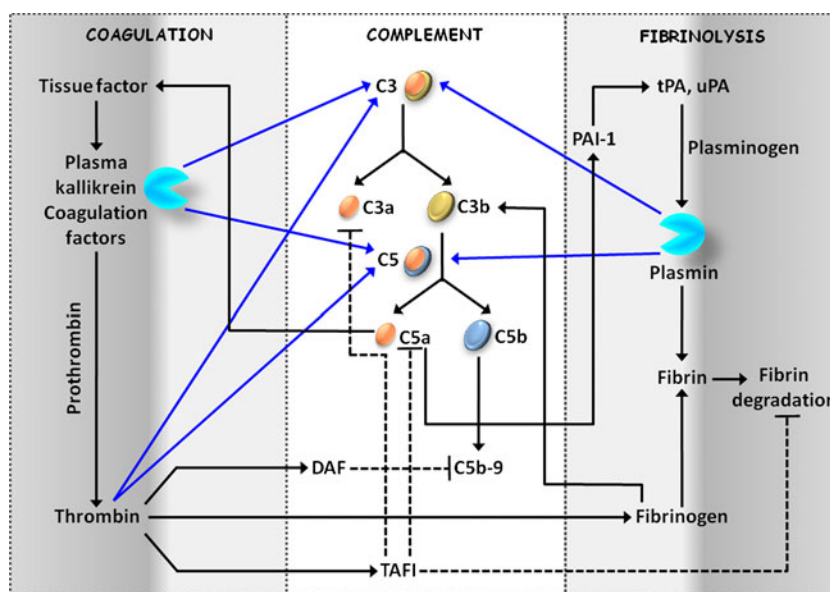 COAGULATION
COMPLEMENT
FIBRINOLYSIS
Tissue factor
Plasma
kallikrein
Coagulation
factors
Prothrombin
Thrombin
C3
C3a
C3b
C5
C5a
C5b
DAF
C5b-9
TAFI
tPA, uPA
PAI-1
Plasminogen
Plasmin
Fibrin
Fibrin
degradation
Fibrinogen